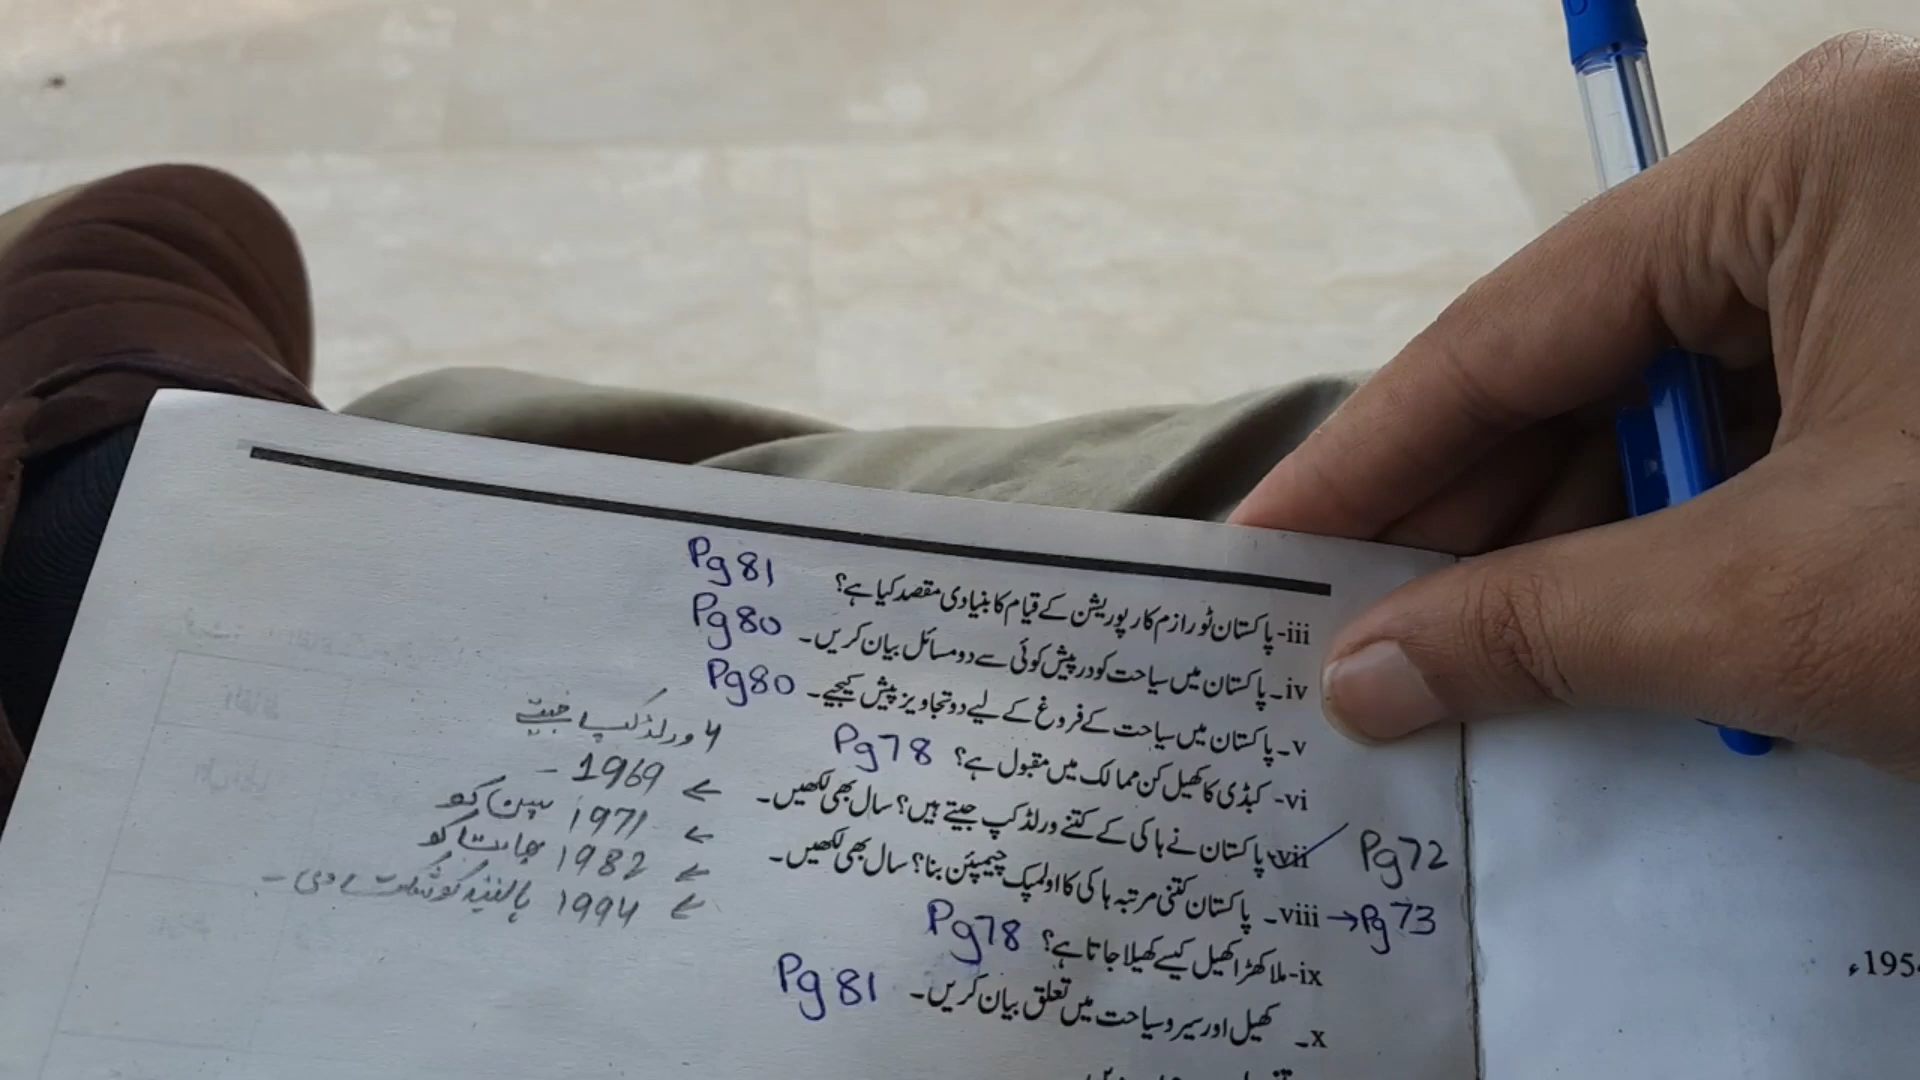 iii- پاکستان ٹورازم کارپوریشن کے قیام کا بنیادی مقصد کیا ہے؟ Pg 81
iv۔ پاکستان میں سیاحت کو درپیش کوئی سے دو مسائل بیان کریں۔ Pg80
v۔ پاکستان میں سیاحت کے فروغ کے لیے دو تجاویز پیش کیجیے۔ Pg80
vi- کبڈی کا کھیل کن ممالک میں مقبول ہے؟ Pg78
vii پاکستان نے ہاکی کے کتنے ورلڈ کپ جیتے ہیں؟ سال بھی لکھیں۔ Pg72
viii۔ پاکستان کتنی مرتبہ ہاکی کا اولمپک چیمپئن بنا؟ سال بھی لکھیں۔ → Pg73
ix- ملاکھڑا کھیل کیسے کھیلا جاتا ہے؟ Pg78
x۔ کھیل اور سیر و سیاحت میں تعلق بیان کریں۔ Pg 81
ورلڈ کپ جیتے
1969 -
1971 سپین کو
1982 بھارت کو
1994 ہالینڈ کو شکست دی ۔